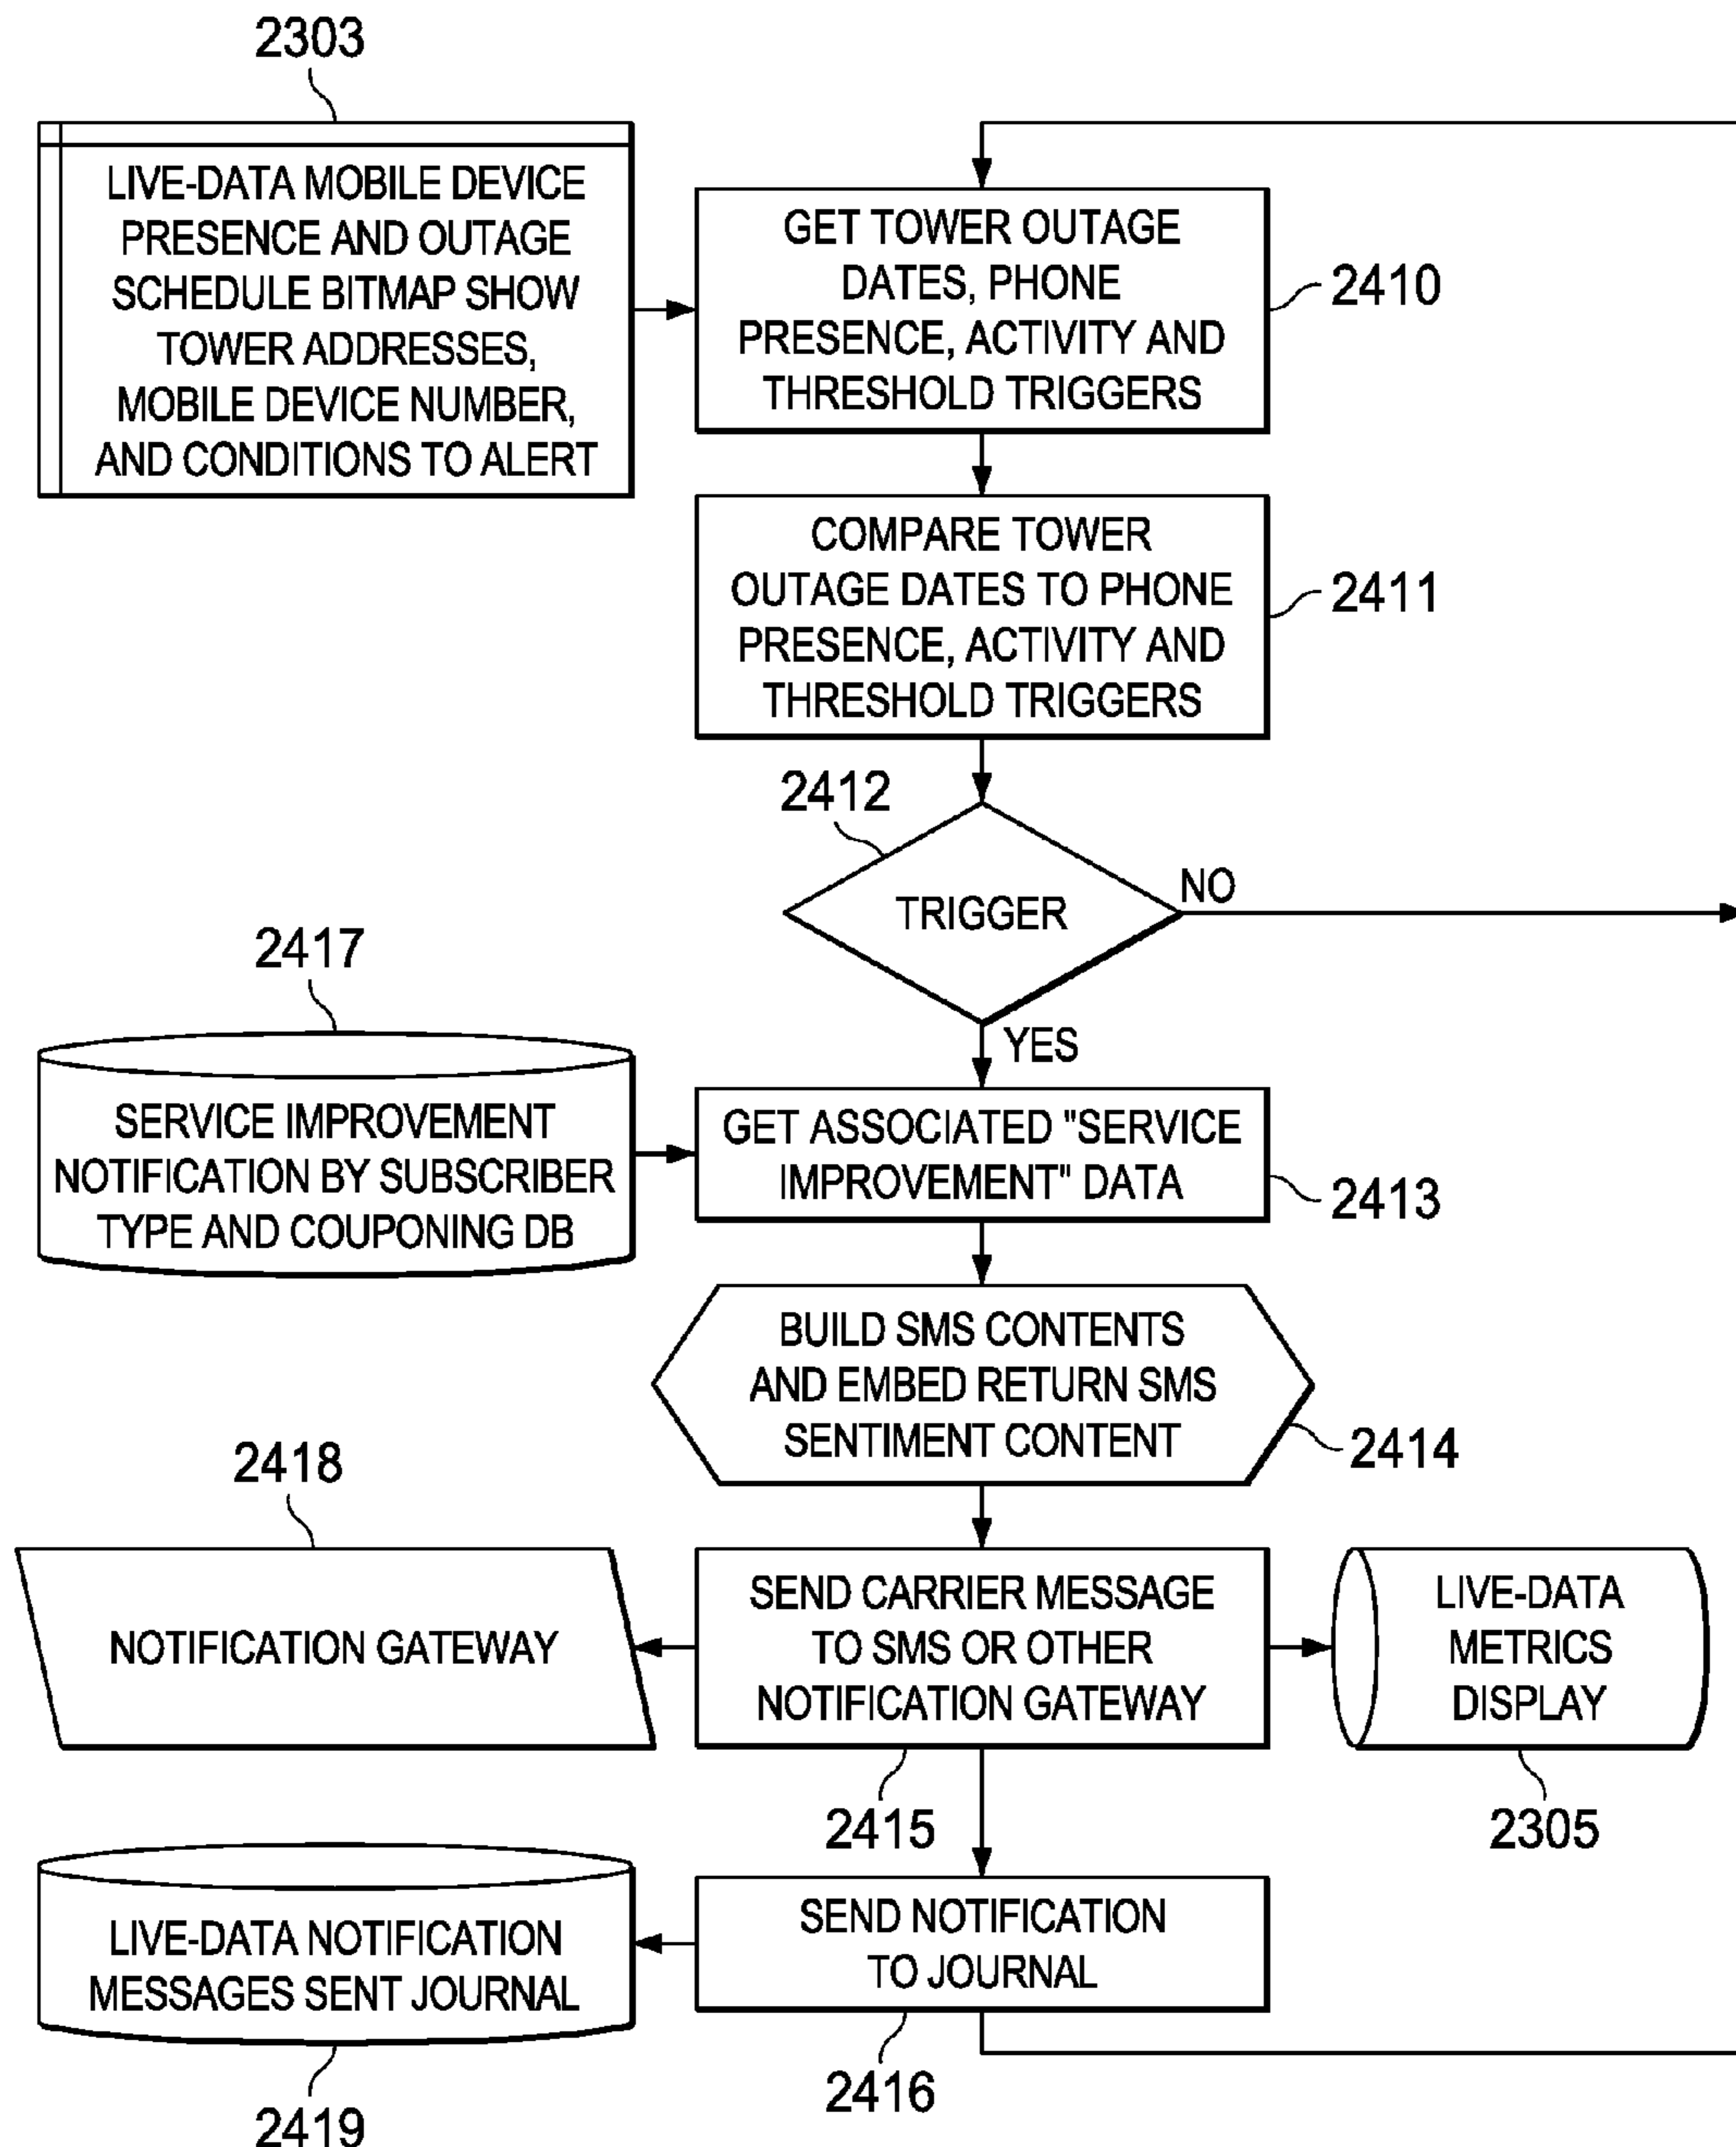 2303
LIVE-DATA MOBILE DEVICE
PRESENCE AND OUTAGE
SCHEDULE BITMAP SHOW
TOWER ADDRESSES,
MOBILE DEVICE NUMBER,
AND CONDITIONS TO ALERT
GET TOWER OUTAGE
DATES, PHONE
PRESENCE, ACTIVITY AND
THRESHOLD TRIGGERS
2410
COMPARE TOWER
OUTAGE DATES TO PHONE
PRESENCE, ACTIVITY AND
THRESHOLD TRIGGERS
2411
2412
TRIGGER
NO
YES
2417
SERVICE IMPROVEMENT
NOTIFICATION BY SUBSCRIBER
TYPE AND COUPONING DB
GET ASSOCIATED "SERVICE
IMPROVEMENT" DATA
2413
BUILD SMS CONTENTS
AND EMBED RETURN SMS
SENTIMENT CONTENT
2414
2418
NOTIFICATION GATEWAY
SEND CARRIER MESSAGE
TO SMS OR OTHER
NOTIFICATION GATEWAY
2415
LIVE-DATA
METRICS
DISPLAY
2305
LIVE-DATA NOTIFICATION
MESSAGES SENT JOURNAL
2419
SEND NOTIFICATION
TO JOURNAL
2416